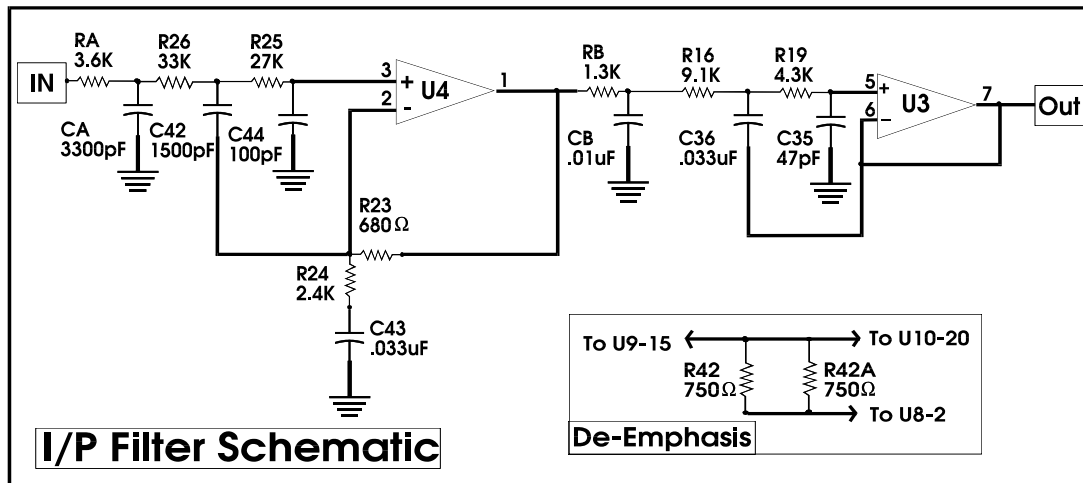 IN
RA
3.6K
R26
33K
R25
27K
CA
3300pF
C42
1500pF
C44
100pF
3
2
+
-
U4
1
R23
680Ω
R24
2.4K
C43
.033uF
RB
1.3K
R16
9.1K
R19
4.3K
CB
.01uF
C36
.033uF
C35
47pF
5
6
+
-
U3
7
Out
To U9-15
To U10-20
R42
750Ω
R42A
750Ω
To U8-2
De-Emphasis
I/P Filter Schematic